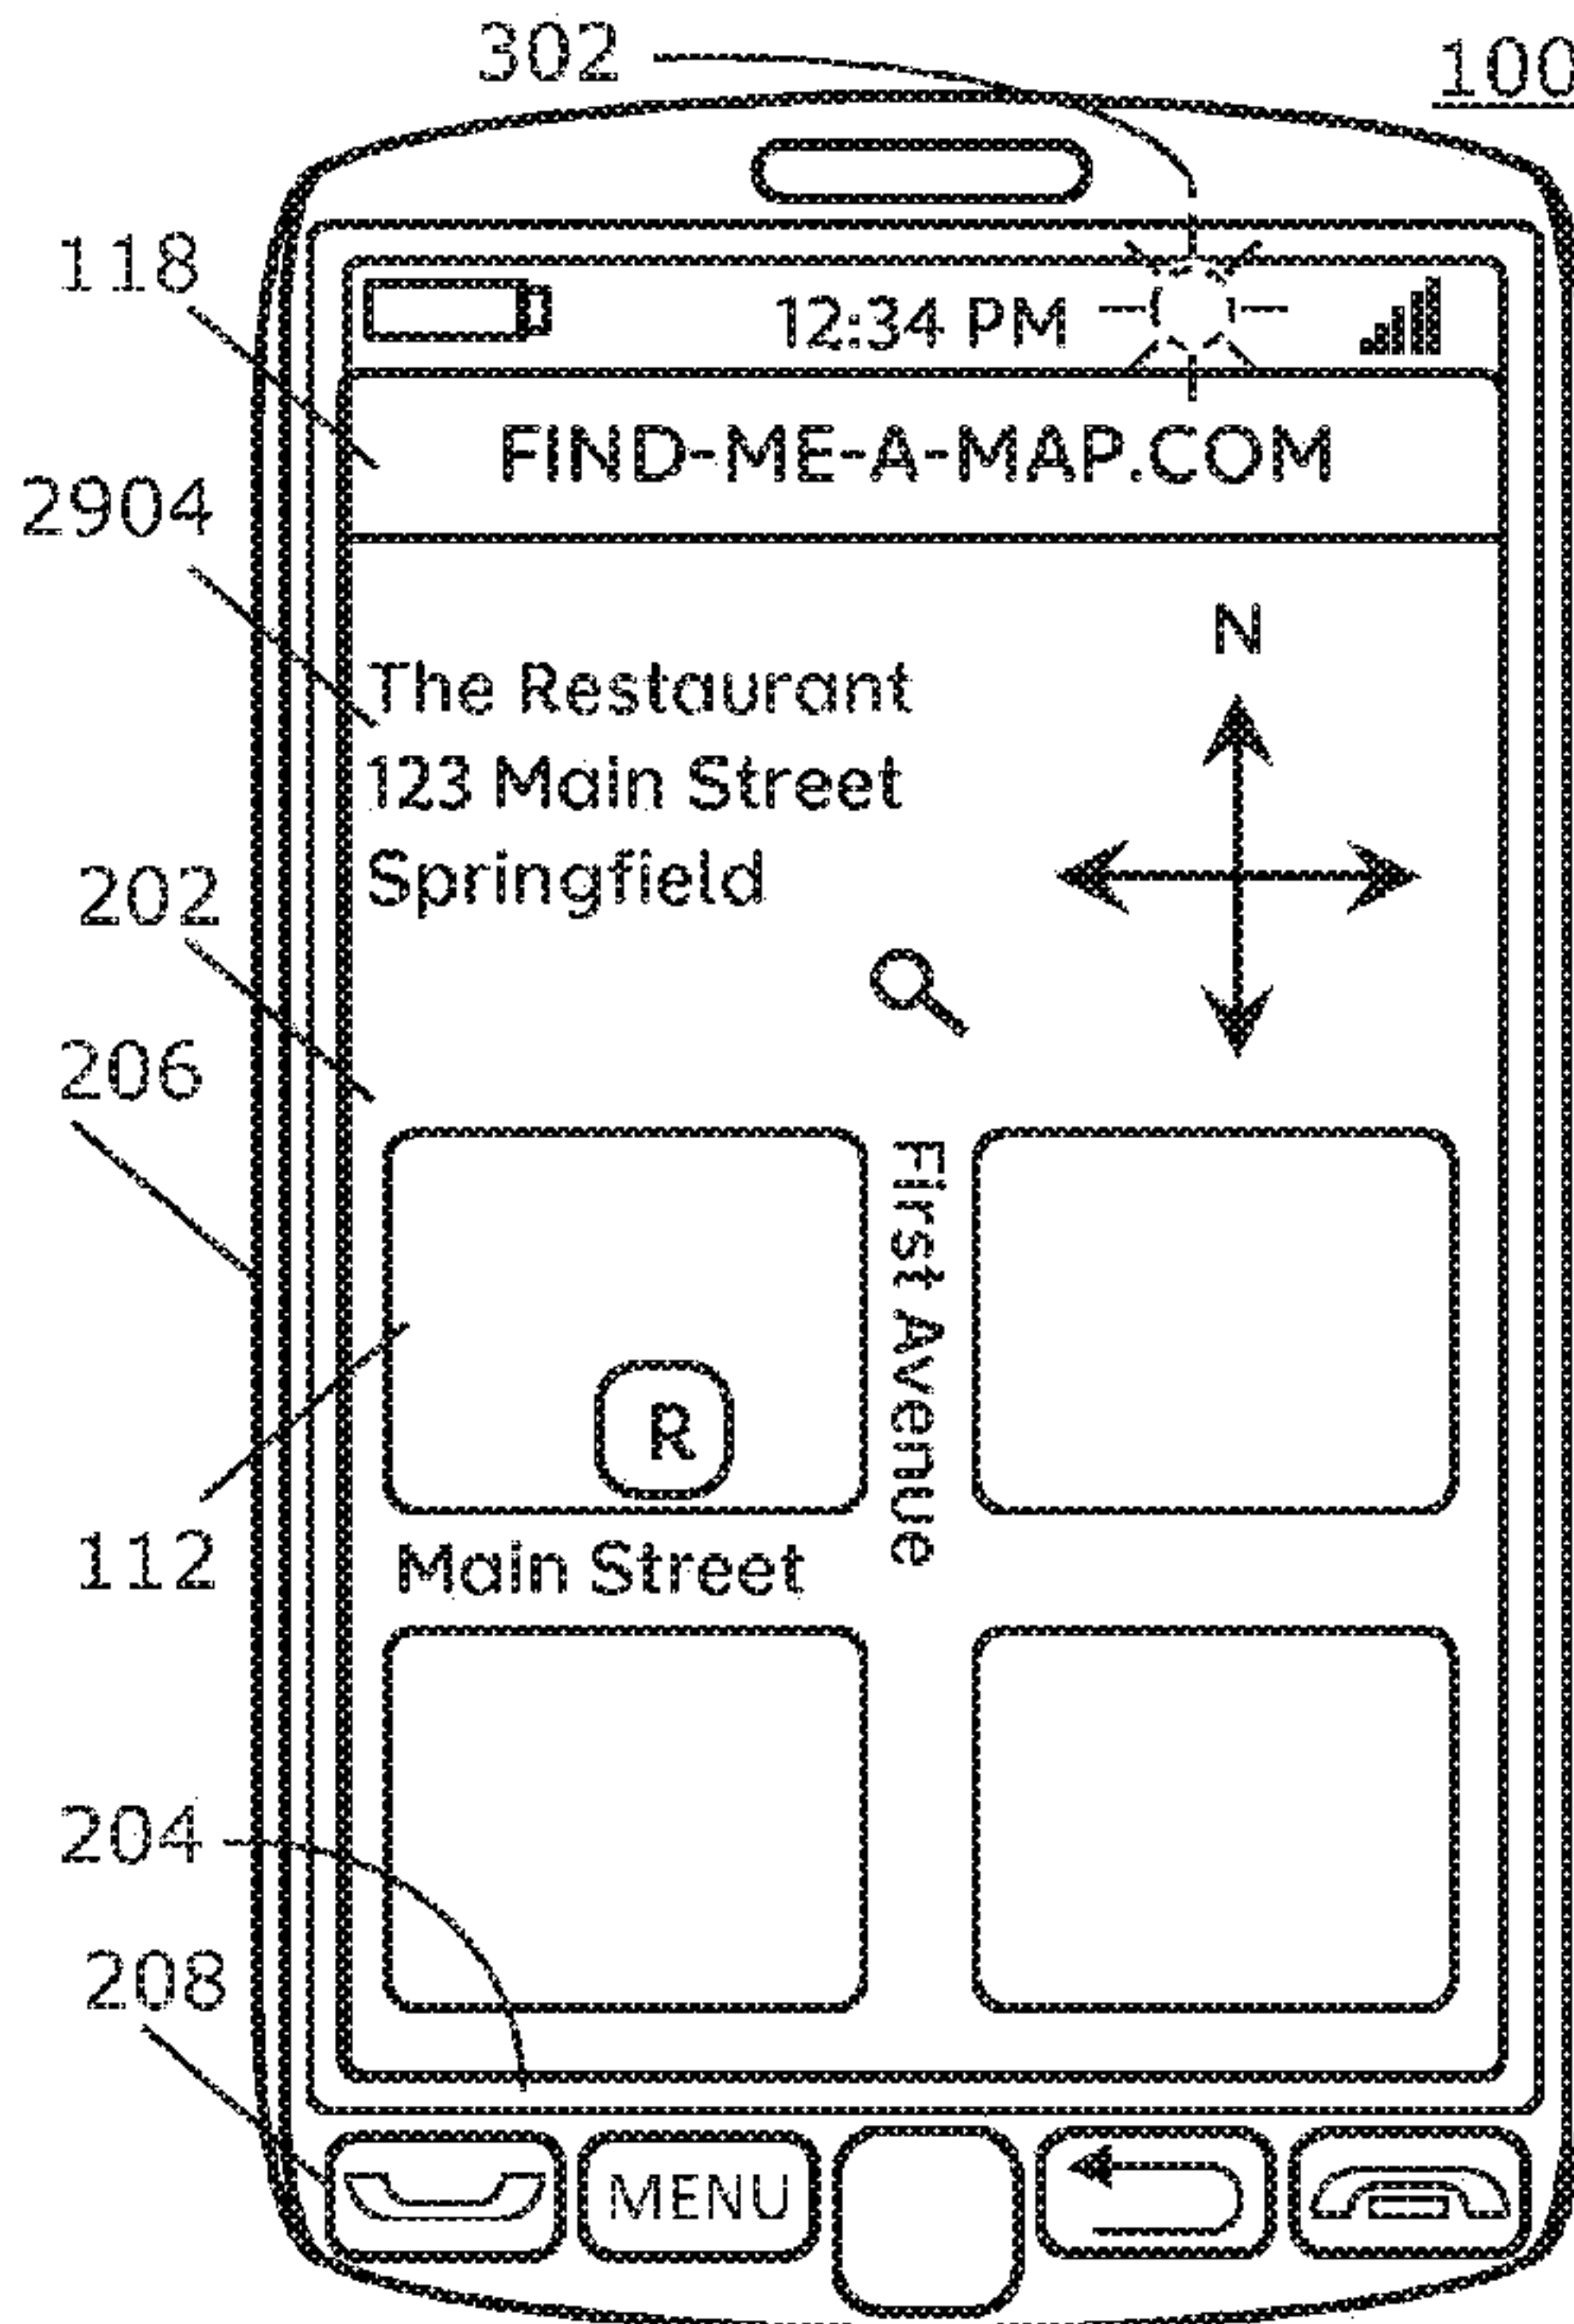 302
100
118
12:34 PM
FIND-ME-A-MAP.COM
2904
N
The Restaurant
123 Main Street
Springfield
202
206
First Avenue
R
112
Main Street
204
208
MENU